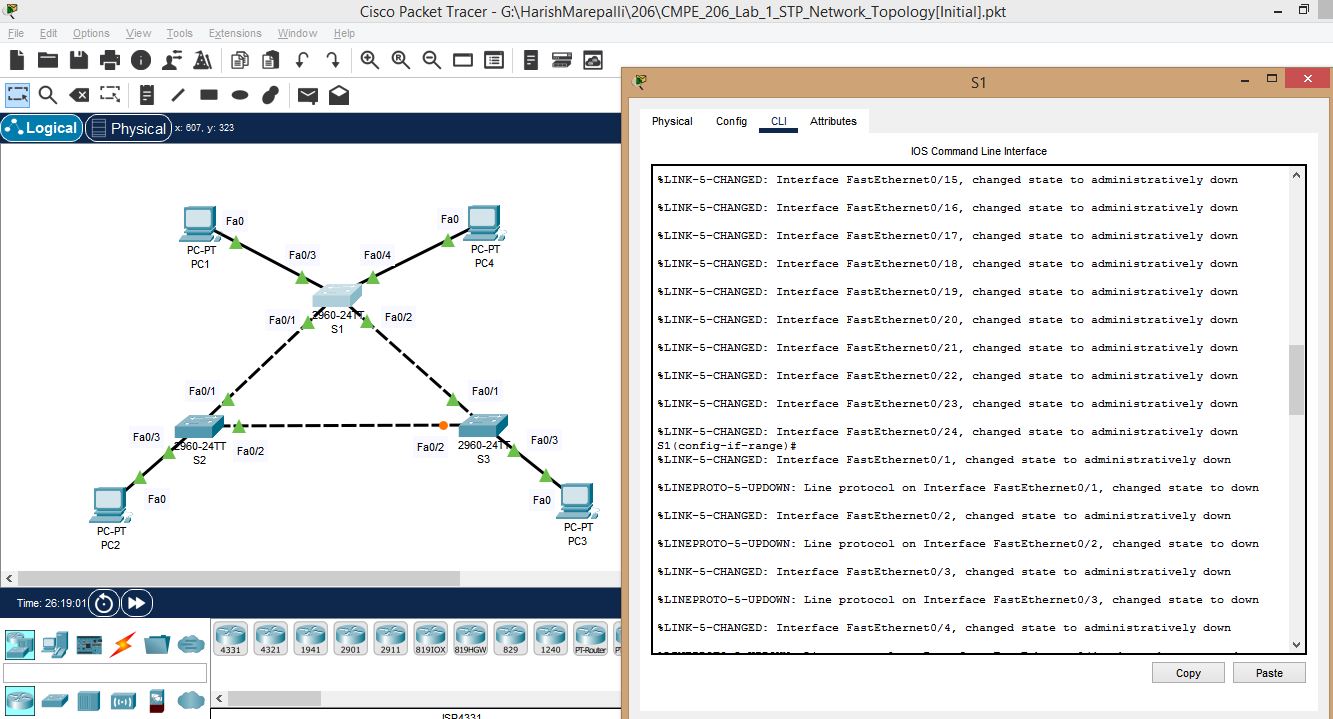 Cisco Packet Tracer - G:\HarishMarepalli\206\CMPE_206_Lab_1_STP_Network_Topology[Initial].pkt
File Edit Options View Tools Extensions Window Help
Logical Physical x: 607, y: 323
Fa0
PC-PT
PC1
Fa0
PC-PT
PC4
Fa0/3
Fa0/4
Fa0/1
2960-24TT
S1
Fa0/2
Fa0/1
Fa0/1
Fa0/3
2960-24TT
S2
Fa0/2
Fa0/2
2960-24TT
S3
Fa0/3
Fa0
PC-PT
PC2
Fa0
PC-PT
PC3
Time: 26:19:01
4331 4321 1941 2901 2911 819IOX 819HGW 829 1240 PT-Router
ISR4331
S1
Physical Config CLI Attributes
IOS Command Line Interface
%LINK-5-CHANGED: Interface FastEthernet0/15, changed state to administratively down
%LINK-5-CHANGED: Interface FastEthernet0/16, changed state to administratively down
%LINK-5-CHANGED: Interface FastEthernet0/17, changed state to administratively down
%LINK-5-CHANGED: Interface FastEthernet0/18, changed state to administratively down
%LINK-5-CHANGED: Interface FastEthernet0/19, changed state to administratively down
%LINK-5-CHANGED: Interface FastEthernet0/20, changed state to administratively down
%LINK-5-CHANGED: Interface FastEthernet0/21, changed state to administratively down
%LINK-5-CHANGED: Interface FastEthernet0/22, changed state to administratively down
%LINK-5-CHANGED: Interface FastEthernet0/23, changed state to administratively down
%LINK-5-CHANGED: Interface FastEthernet0/24, changed state to administratively down
S1(config-if-range)#
%LINK-5-CHANGED: Interface FastEthernet0/1, changed state to administratively down
%LINEPROTO-5-UPDOWN: Line protocol on Interface FastEthernet0/1, changed state to down
%LINK-5-CHANGED: Interface FastEthernet0/2, changed state to administratively down
%LINEPROTO-5-UPDOWN: Line protocol on Interface FastEthernet0/2, changed state to down
%LINK-5-CHANGED: Interface FastEthernet0/3, changed state to administratively down
%LINEPROTO-5-UPDOWN: Line protocol on Interface FastEthernet0/3, changed state to down
%LINK-5-CHANGED: Interface FastEthernet0/4, changed state to administratively down
Copy Paste